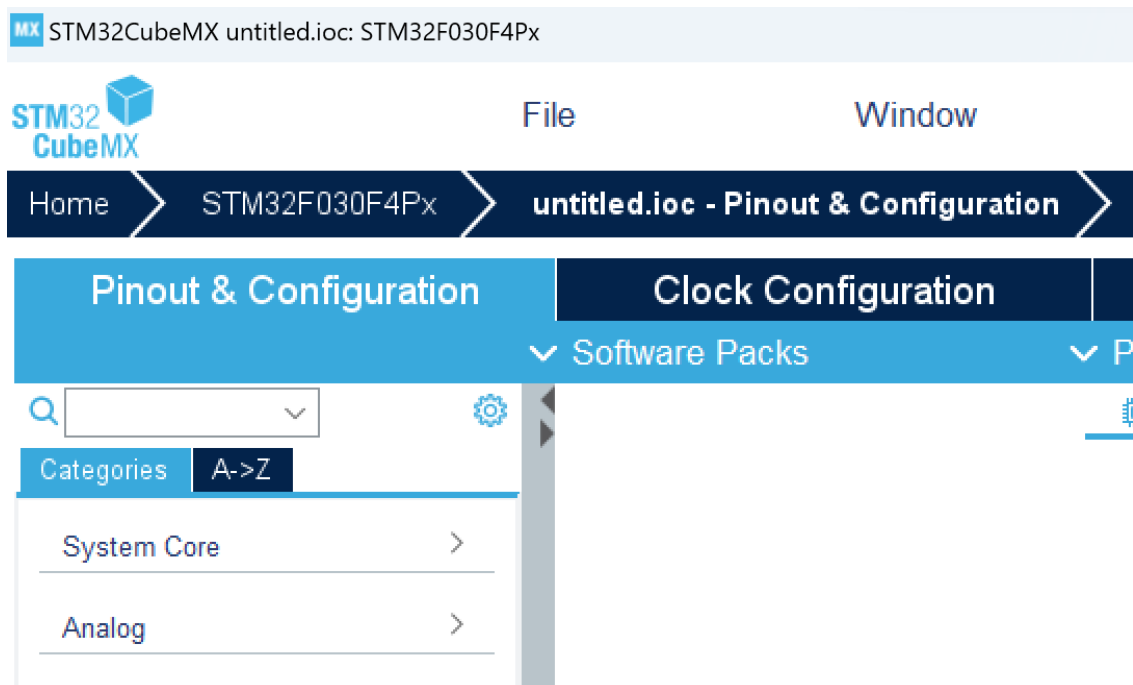 MX STM32CubeMX untitled.ioc: STM32F030F4Px
STM32
CubeMX
File
Window
Home
STM32F030F4Px
untitled.ioc - Pinout & Configuration
Pinout & Configuration
Clock Configuration
Software Packs
P
Categories
A->Z
System Core
Analog